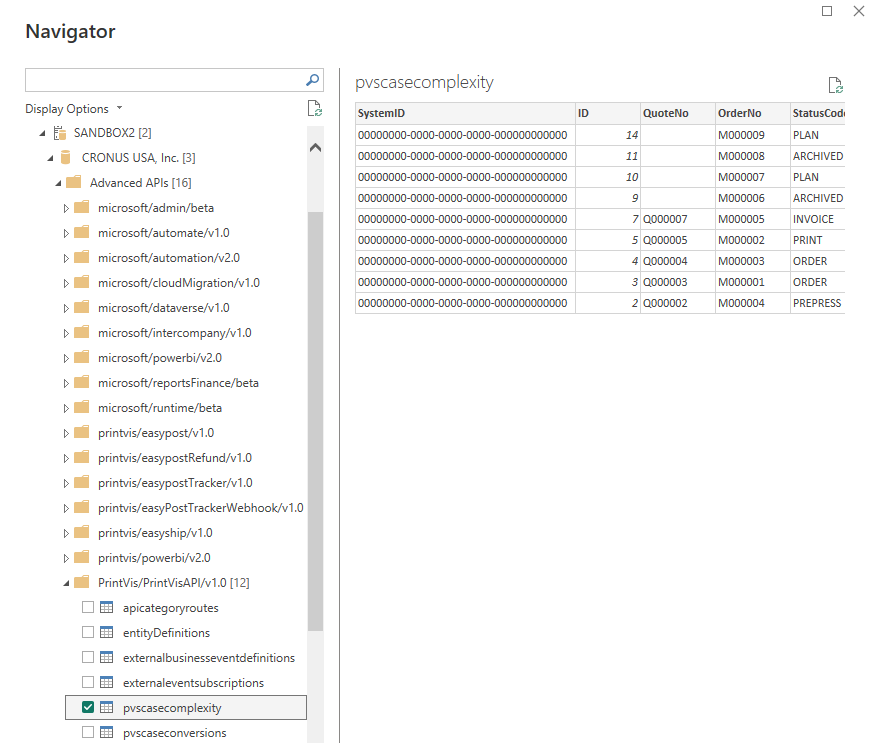 Navigator
Display Options
SANDBOX2 [2]
CRONUS USA, Inc. [3]
Advanced APIs [16]
microsoft/admin/beta
microsoft/automate/v1.0
microsoft/automation/v2.0
microsoft/cloudMigration/v1.0
microsoft/dataverse/v1.0
microsoft/intercompany/v1.0
microsoft/powerbi/v2.0
microsoft/reportsFinance/beta
microsoft/runtime/beta
printvis/easypost/v1.0
printvis/easypostRefund/v1.0
printvis/easypostTracker/v1.0
printvis/easyPostTrackerWebhook/v1.0
printvis/easyship/v1.0
printvis/powerbi/v2.0
PrintVis/PrintVisAPI/v1.0 [12]
apicategoryroutes
entityDefinitions
externalbusinesseventdefinitions
externaleventsubscriptions
pvscasecomplexity
pvscaseconversions
pvscasecomplexity
SystemID ID QuoteNo OrderNo StatusCode
00000000-0000-0000-0000-000000000000 14 M000009 PLAN
00000000-0000-0000-0000-000000000000 11 M000008 ARCHIVED
00000000-0000-0000-0000-000000000000 10 M000007 PLAN
00000000-0000-0000-0000-000000000000 9 M000006 ARCHIVED
00000000-0000-0000-0000-000000000000 7 Q000007 M000005 INVOICE
00000000-0000-0000-0000-000000000000 5 Q000005 M000002 PRINT
00000000-0000-0000-0000-000000000000 4 Q000004 M000003 ORDER
00000000-0000-0000-0000-000000000000 3 Q000003 M000001 ORDER
00000000-0000-0000-0000-000000000000 2 Q000002 M000004 PREPRESS